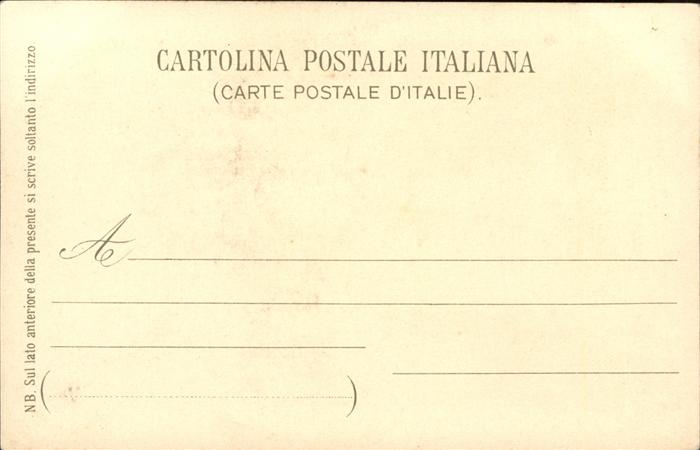 CARTOLINA POSTALE ITALIANA
(CARTE POSTALE D'ITALIE).
A
NB. Sul lato anteriore della presente si scrive soltanto l'indirizzo